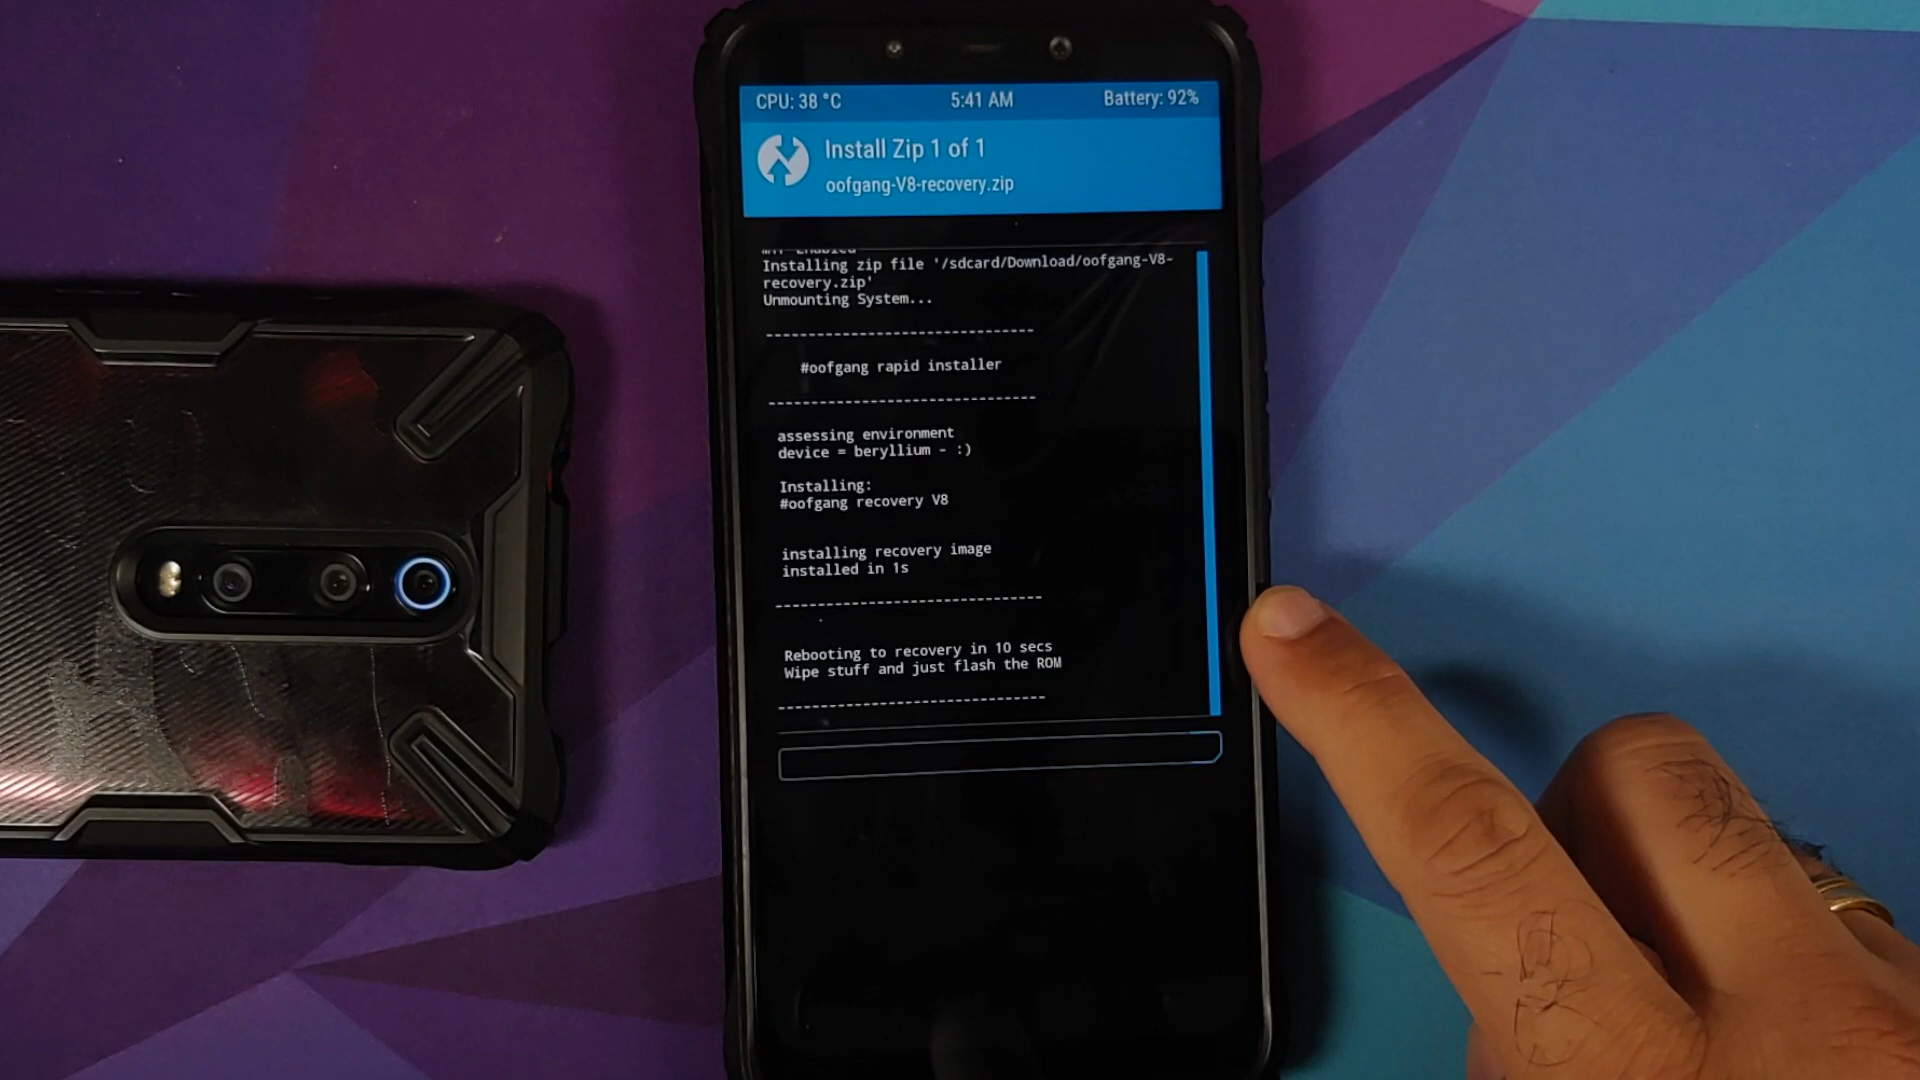 CPU: 38 °C
5:41 AM
Battery: 92%
Install Zip 1 of 1
oofgang-V8-recovery.zip
Installing zip file '/sdcard/Download/oofgang-V8-
recovery.zip'
Unmounting System...
--------------------------------
#oofgang rapid installer
--------------------------------
assessing environment
device = beryllium - :)
Installing:
#oofgang recovery V8
installing recovery image
installed in 1s
--------------------------------
Rebooting to recovery in 10 secs
Wipe stuff and just flash the ROM
--------------------------------